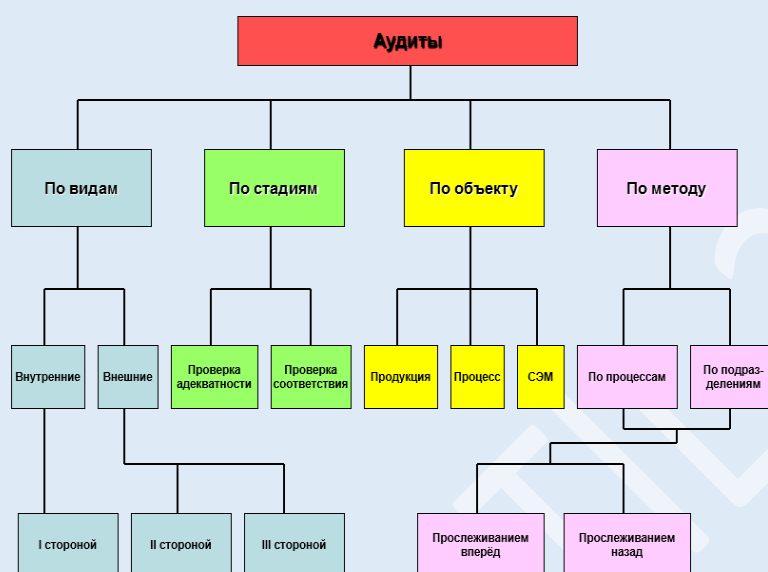 Аудиты
По видам
По стадиям
По объекту
По методу
Внутренние
Внешние
Проверка
адекватности
Проверка
соответствия
Продукция
Процесс
СЭМ
По процессам
По подраз-
делениям
I стороной
II стороной
III стороной
Прослеживанием
вперёд
Прослеживанием
назад